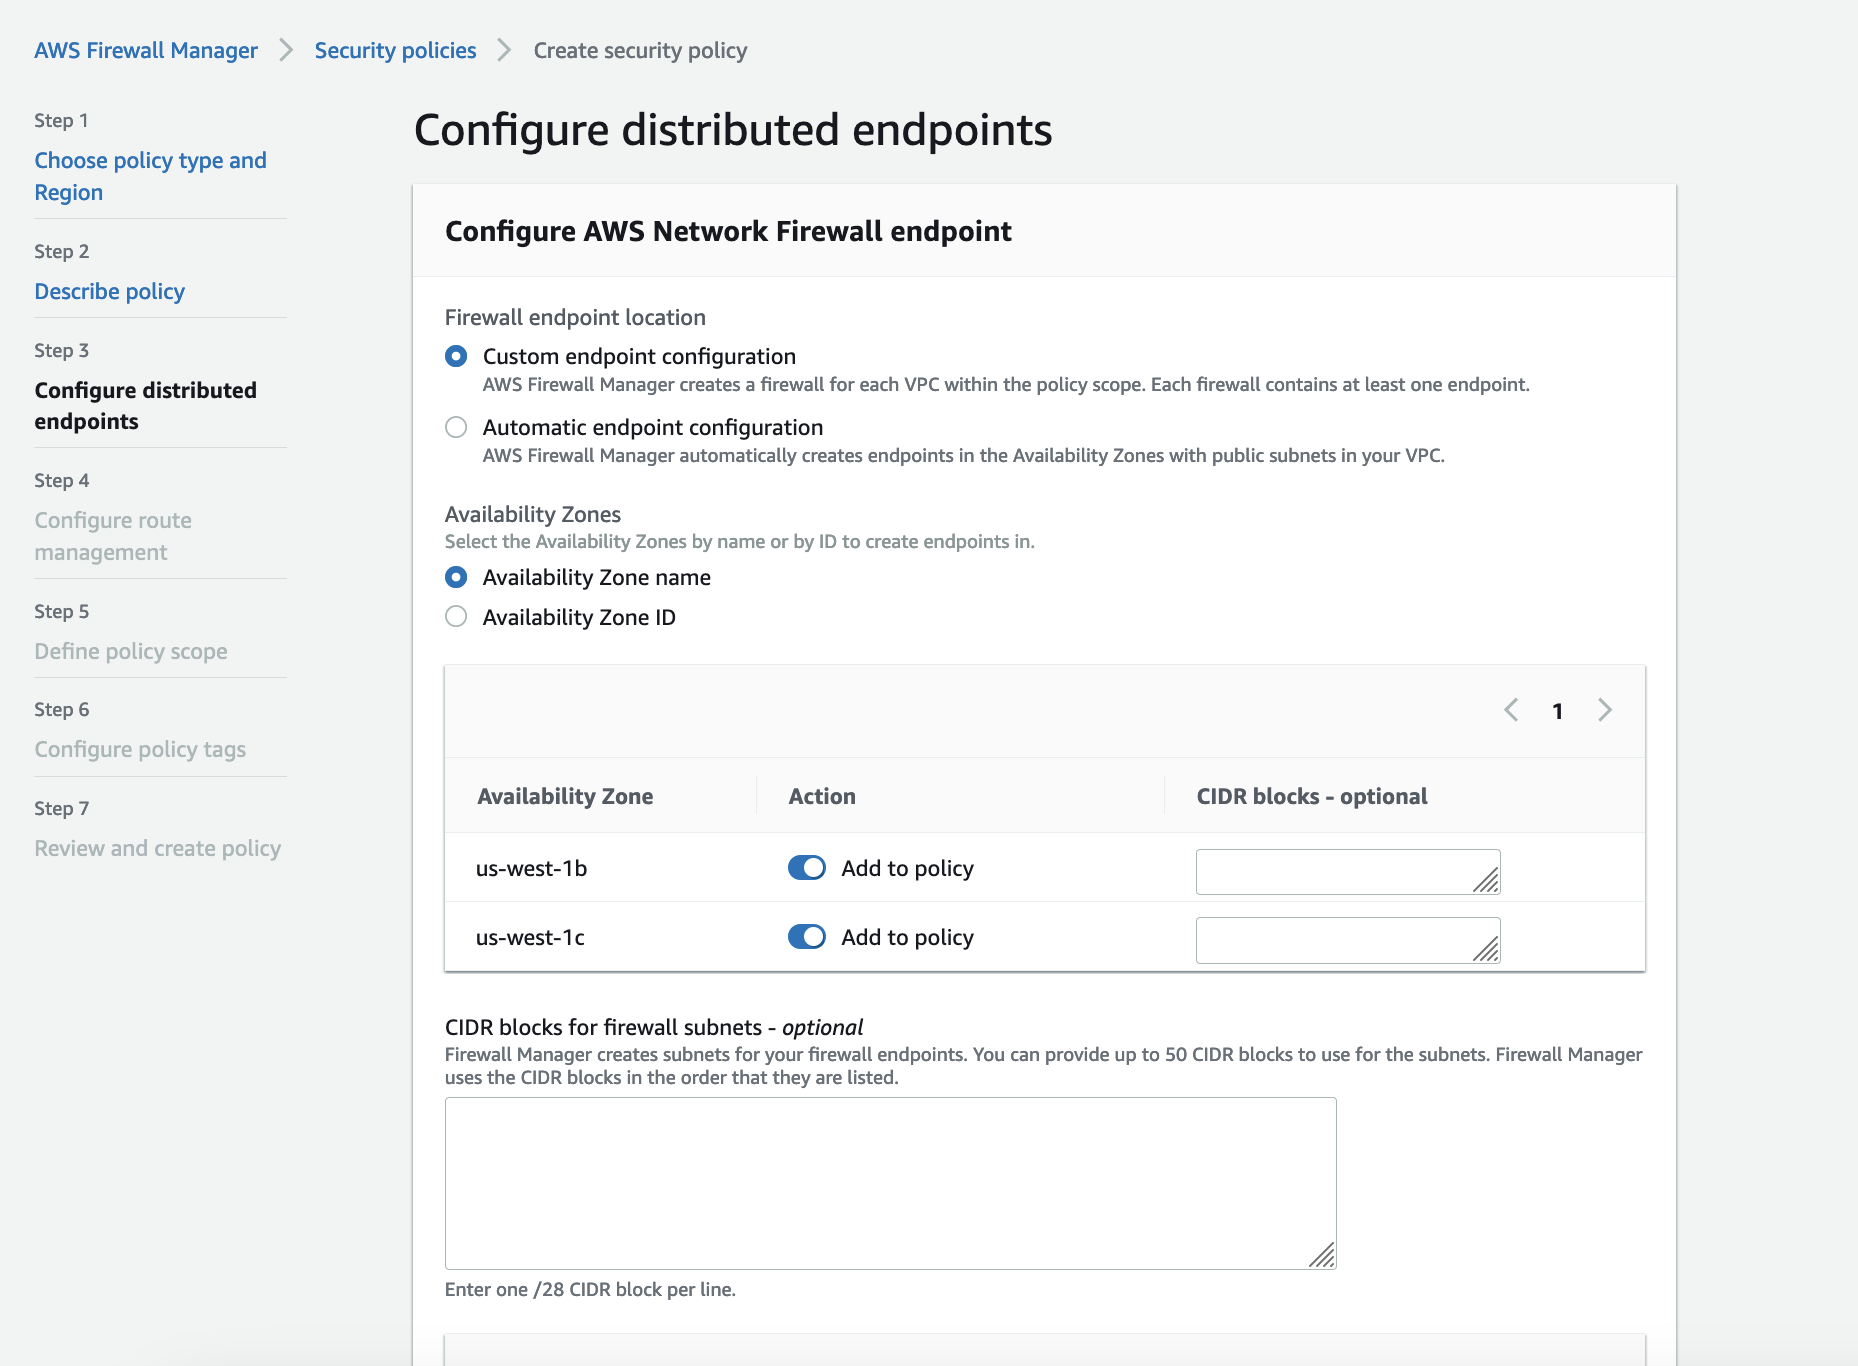 AWS Firewall Manager > Security policies > Create security policy
Step 1
Choose policy type and
Region
Step 2
Describe policy
Step 3
Configure distributed
endpoints
Step 4
Configure route
management
Step 5
Define policy scope
Step 6
Configure policy tags
Step 7
Review and create policy
Configure distributed endpoints
Configure AWS Network Firewall endpoint
Firewall endpoint location
Custom endpoint configuration
AWS Firewall Manager creates a firewall for each VPC within the policy scope. Each firewall contains at least one endpoint.
Automatic endpoint configuration
AWS Firewall Manager automatically creates endpoints in the Availability Zones with public subnets in your VPC.
Availability Zones
Select the Availability Zones by name or by ID to create endpoints in.
Availability Zone name
Availability Zone ID
1
Availability Zone Action CIDR blocks - optional
us-west-1b Add to policy
us-west-1c Add to policy
CIDR blocks for firewall subnets - optional
Firewall Manager creates subnets for your firewall endpoints. You can provide up to 50 CIDR blocks to use for the subnets. Firewall Manager
uses the CIDR blocks in the order that they are listed.
Enter one /28 CIDR block per line.